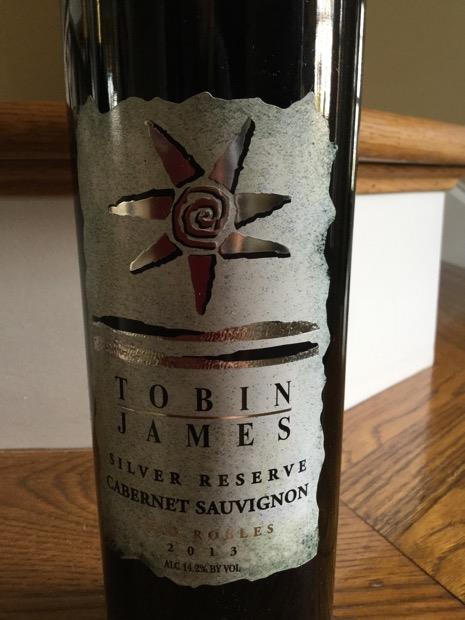 TOBIN
JAMES
SILVER RESERVE
CABERNET SAUVIGNON
ROBLES
2013
ALC 14.2% BY VOL